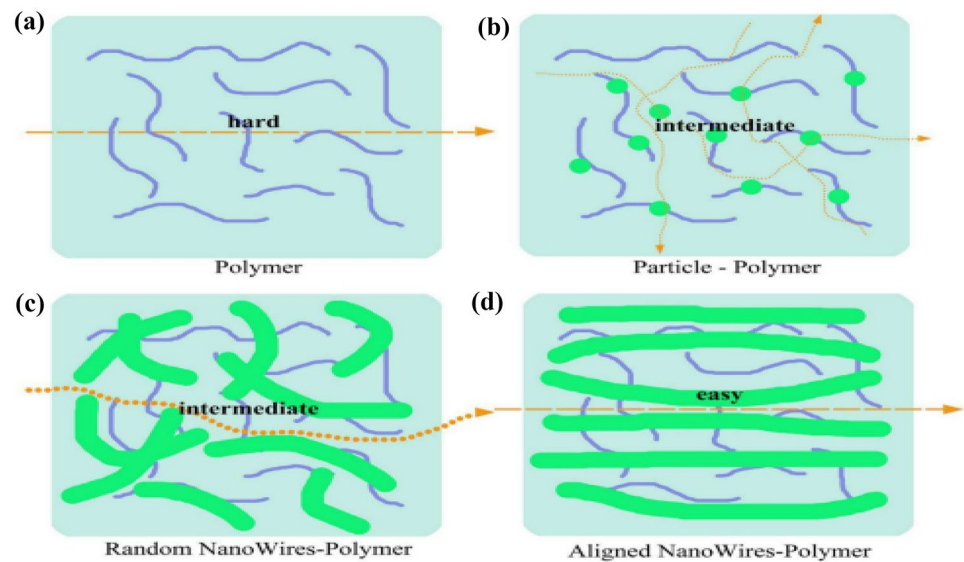 (a)
hard
Polymer
(b)
intermediate
Particle - Polymer
(c)
intermediate
Random NanoWires-Polymer
(d)
easy
Aligned NanoWires-Polymer